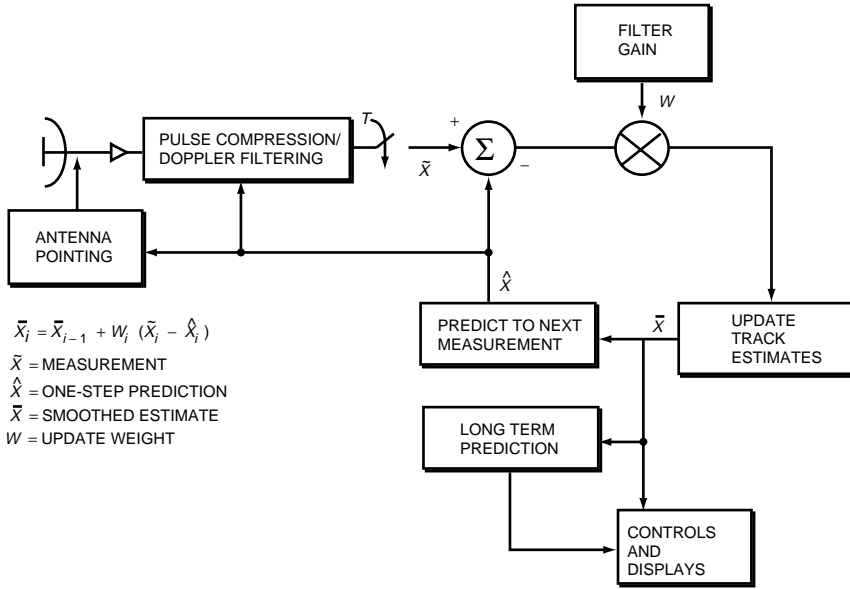 FILTER
GAIN
W
T
PULSE COMPRESSION/
DOPPLER FILTERING
+
Σ
−
X̃
ANTENNA
POINTING
X̂
PREDICT TO NEXT
MEASUREMENT
X̄
UPDATE
TRACK
ESTIMATES
X̄i = X̄i−1 + Wi (X̃i − X̂i)
X̃ = MEASUREMENT
X̂ = ONE-STEP PREDICTION
X̄ = SMOOTHED ESTIMATE
W = UPDATE WEIGHT
LONG TERM
PREDICTION
CONTROLS
AND
DISPLAYS